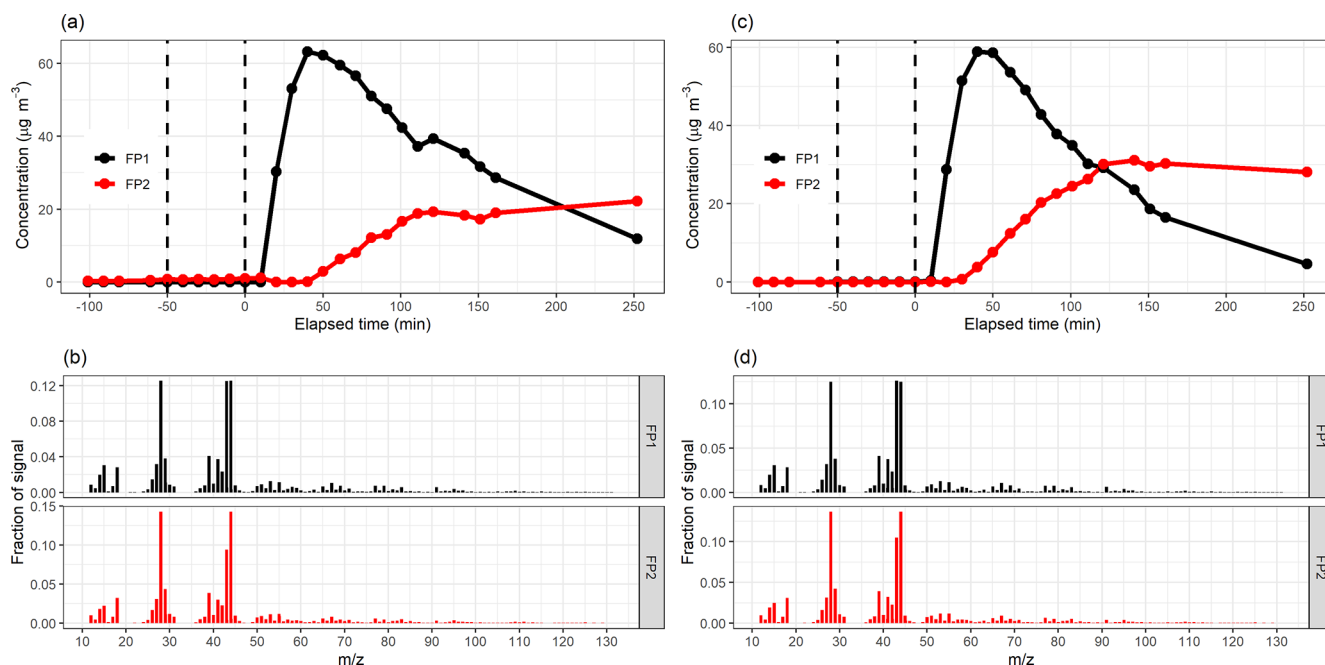 (a)
Concentration (µg m⁻³)
60
40
20
0
FP1
FP2
-100 -50 0 50 100 150 200 250
Elapsed time (min)
(c)
Concentration (µg m⁻³)
60
40
20
0
FP1
FP2
-100 -50 0 50 100 150 200 250
Elapsed time (min)
(b)
Fraction of signal
0.12
0.08
0.04
0.00
FP1
0.15
0.10
0.05
0.00
FP2
10 20 30 40 50 60 70 80 90 100 110 120 130
m/z
(d)
Fraction of signal
0.10
0.05
0.00
FP1
0.10
0.05
0.00
FP2
10 20 30 40 50 60 70 80 90 100 110 120 130
m/z